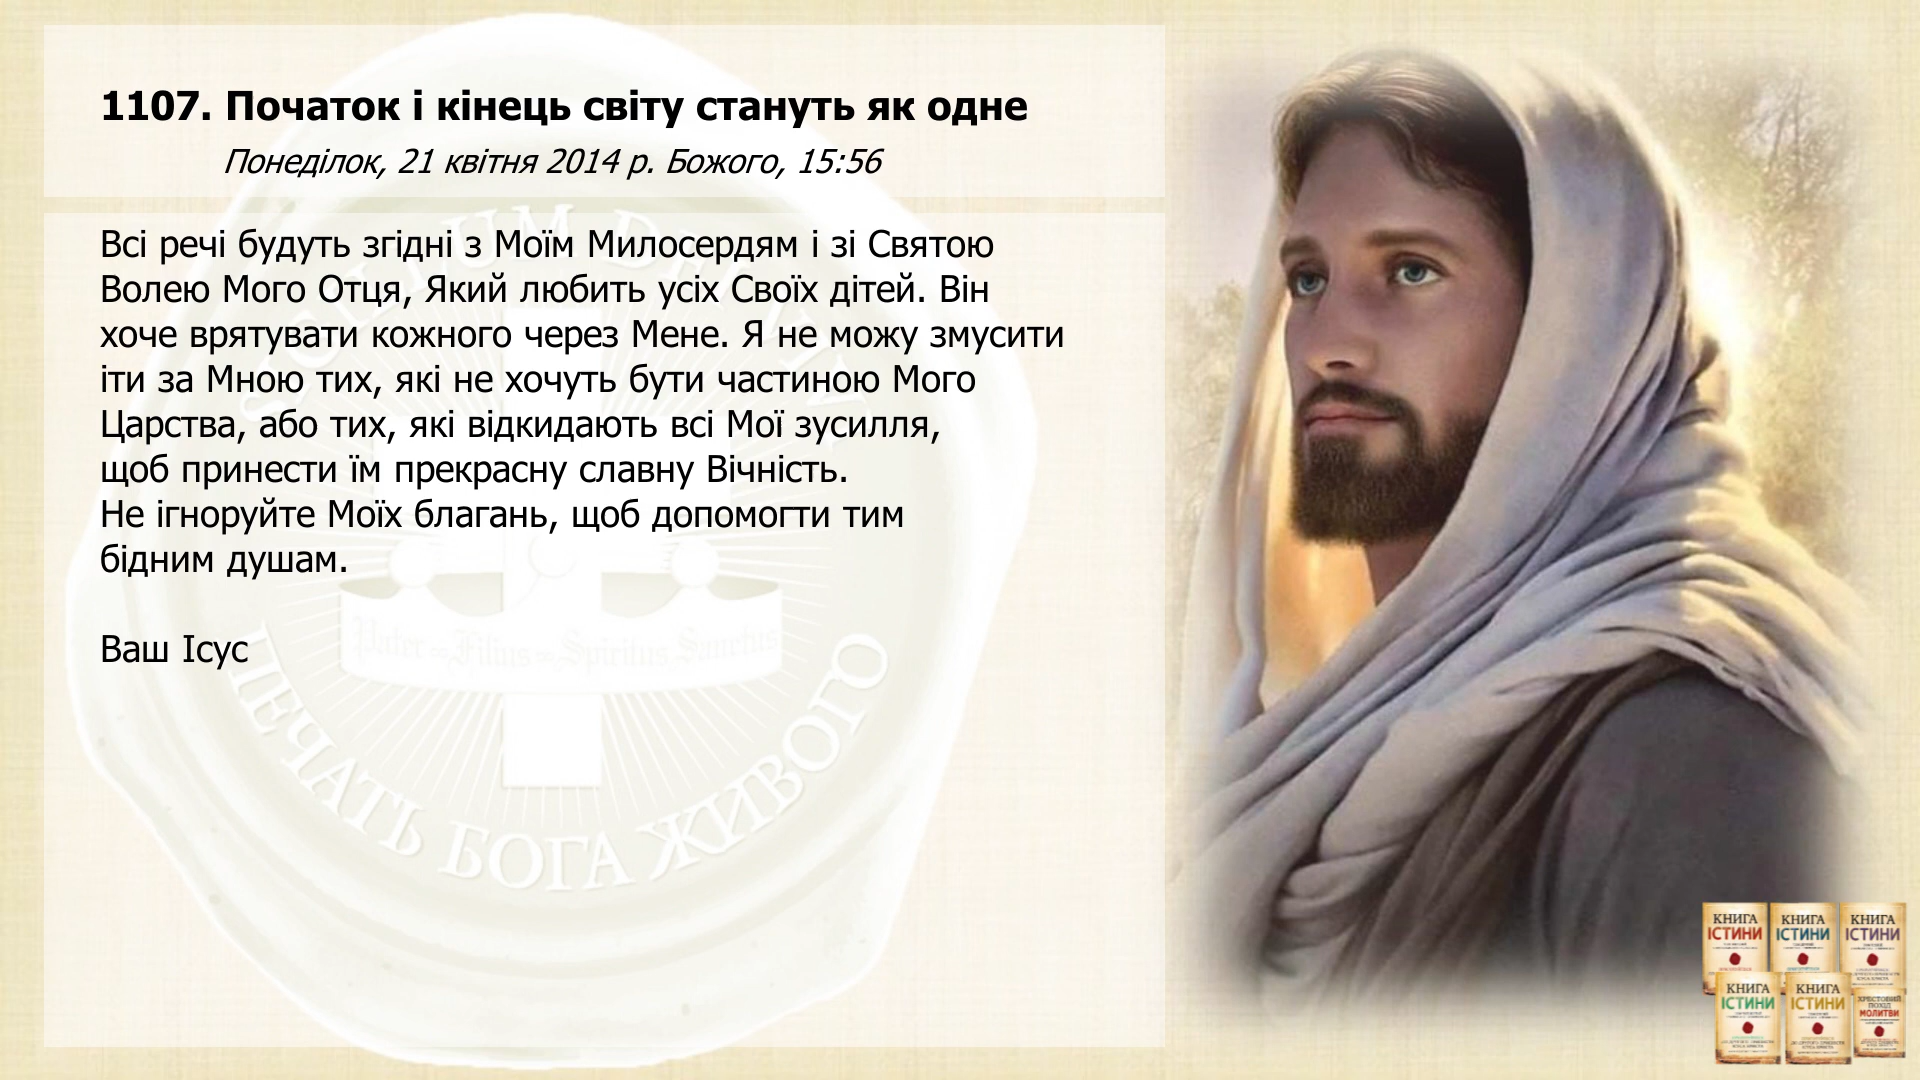 1107. Початок і кінець світу стануть як одне
Понеділок, 21 квітня 2014 р. Божого, 15:56
Всі речі будуть згідні з Моїм Милосердям і зі Святою
Волею Мого Отця, Який любить усіх Своїх дітей. Він
хоче врятувати кожного через Мене. Я не можу змусити
іти за Мною тих, які не хочуть бути частиною Мого
Царства, або тих, які відкидають всі Мої зусилля,
щоб принести їм прекрасну славну Вічність.
Не ігноруйте Моїх благань, щоб допомогти тим
бідним душам.
Ваш Ісус
Pater Filius Spiritus Sanctus
ПЕЧАТЬ БОГА ЖИВОГО
КНИГА
ІСТИНИ
КНИГА
ІСТИНИ
КНИГА
ІСТИНИ
КНИГА
ІСТИНИ
КНИГА
ІСТИНИ
ХРЕСТОВИЙ
ПОХІД
МОЛИТВИ